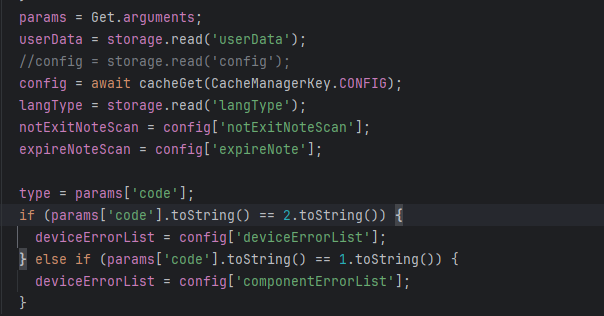 params = Get.arguments;
userData = storage.read('userData');
//config = storage.read('config');
config = await cacheGet(CacheManagerKey.CONFIG);
langType = storage.read('langType');
notExitNoteScan = config['notExitNoteScan'];
expireNoteScan = config['expireNote'];

type = params['code'];
if (params['code'].toString() == 2.toString()) {
  deviceErrorList = config['deviceErrorList'];
} else if (params['code'].toString() == 1.toString()) {
  deviceErrorList = config['componentErrorList'];
}